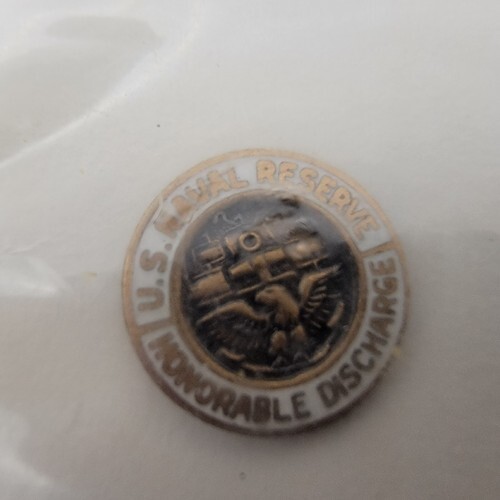 U.S. NAVAL RESERVE
HONORABLE DISCHARGE